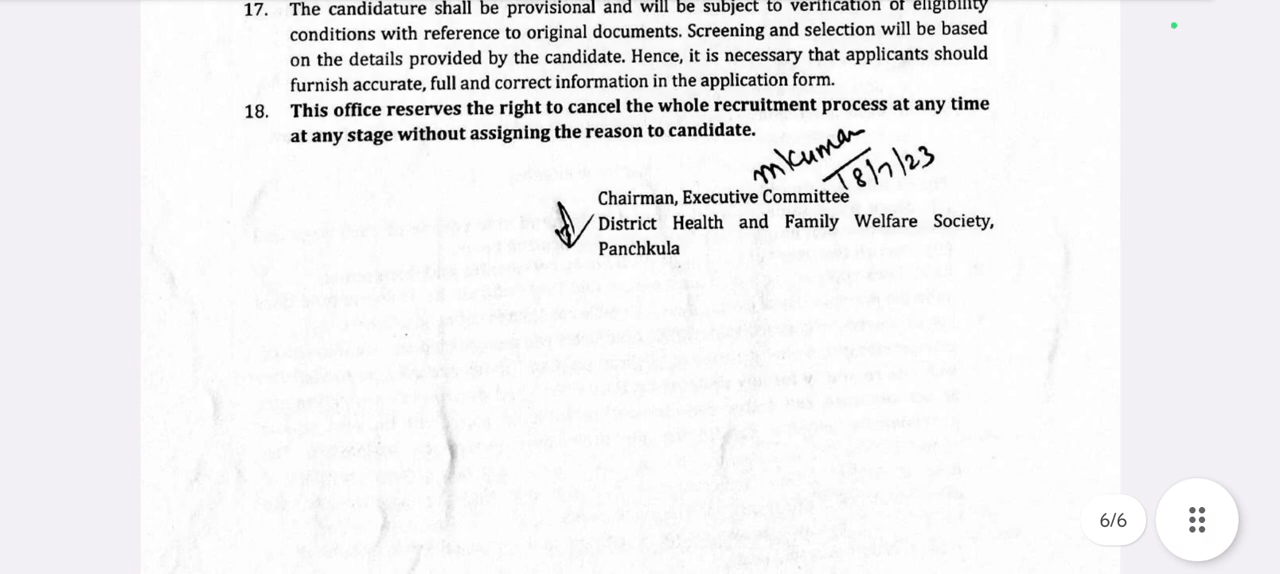 17. The candidature shall be provisional and will be subject to verification of eligibility
conditions with reference to original documents. Screening and selection will be based
on the details provided by the candidate. Hence, it is necessary that applicants should
furnish accurate, full and correct information in the application form.
18. This office reserves the right to cancel the whole recruitment process at any time
at any stage without assigning the reason to candidate.
mkumar
18/7/23
Chairman, Executive Committee
District Health and Family Welfare Society,
Panchkula
6/6